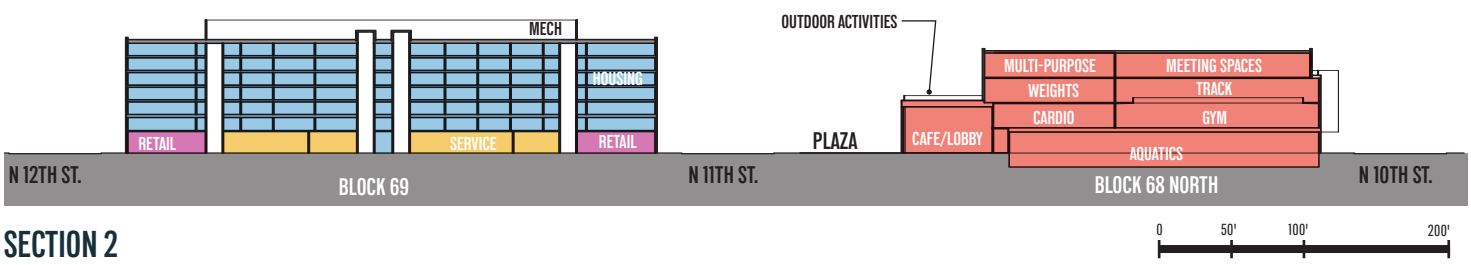 OUTDOOR ACTIVITIES
MECH
HOUSING
MULTI-PURPOSE
MEETING SPACES
WEIGHTS
TRACK
CARDIO
GYM
RETAIL
SERVICE
RETAIL
PLAZA
CAFE/LOBBY
AQUATICS
N 12TH ST.
BLOCK 69
N 11TH ST.
BLOCK 68 NORTH
N 10TH ST.
SECTION 2
0 50' 100' 200'